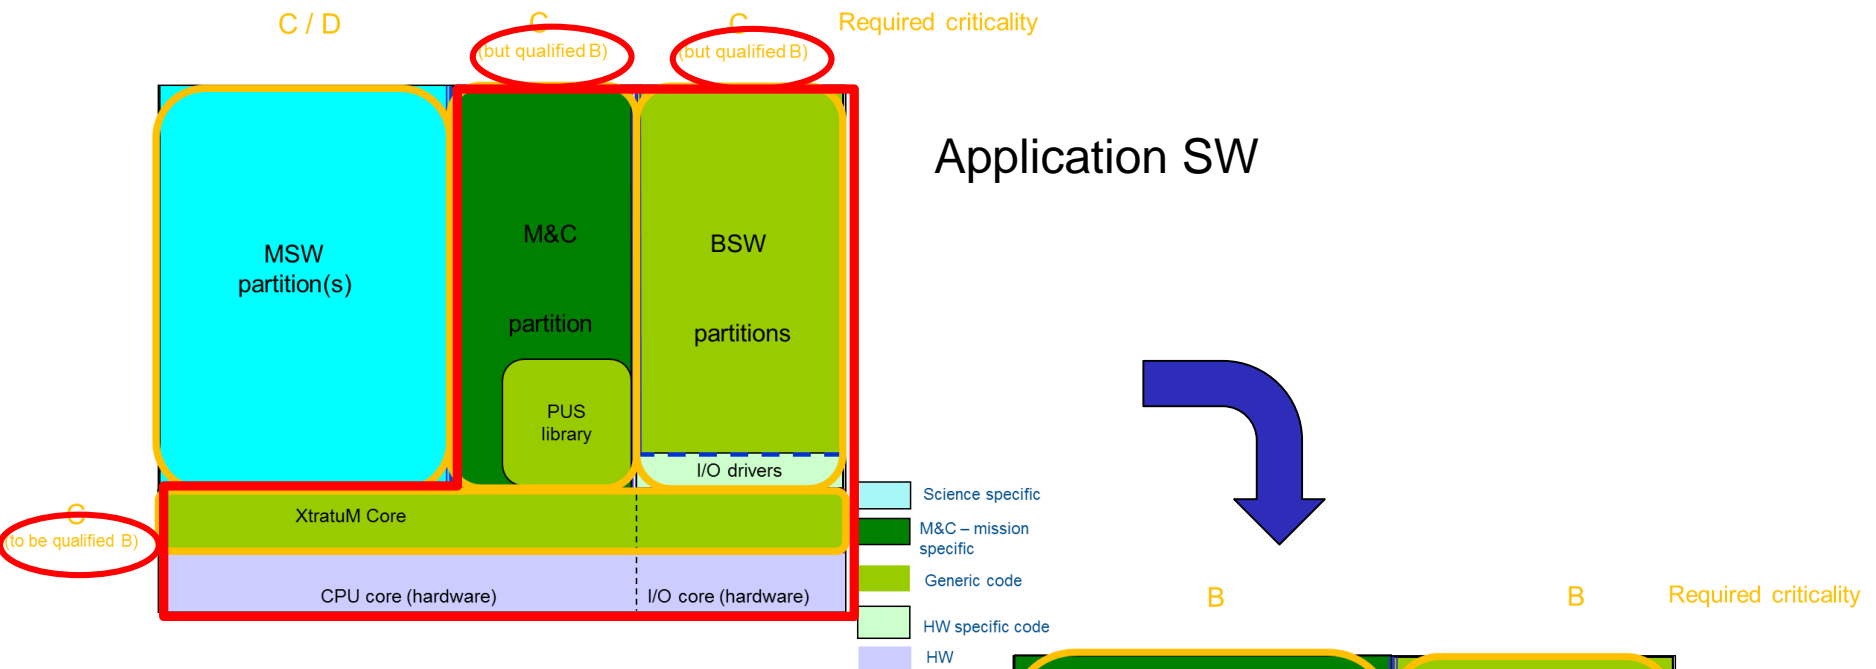 C / D
C
C
Required criticality
(but qualified B)
(but qualified B)
Application SW
M&C
BSW
MSW
partition(s)
partition
partitions
PUS
library
I/O drivers
Science specific
C
XtratuM Core
M&C – mission
specific
(to be qualified B)
Generic code
CPU core (hardware)
I/O core (hardware)
B
B
Required criticality
HW specific code
HW